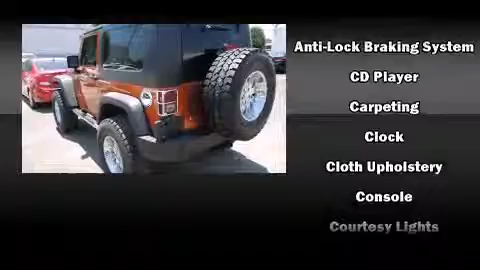 Anti-Lock Braking System
CD Player
Carpeting
Clock
Cloth Upholstery
Console
Courtesy Lights